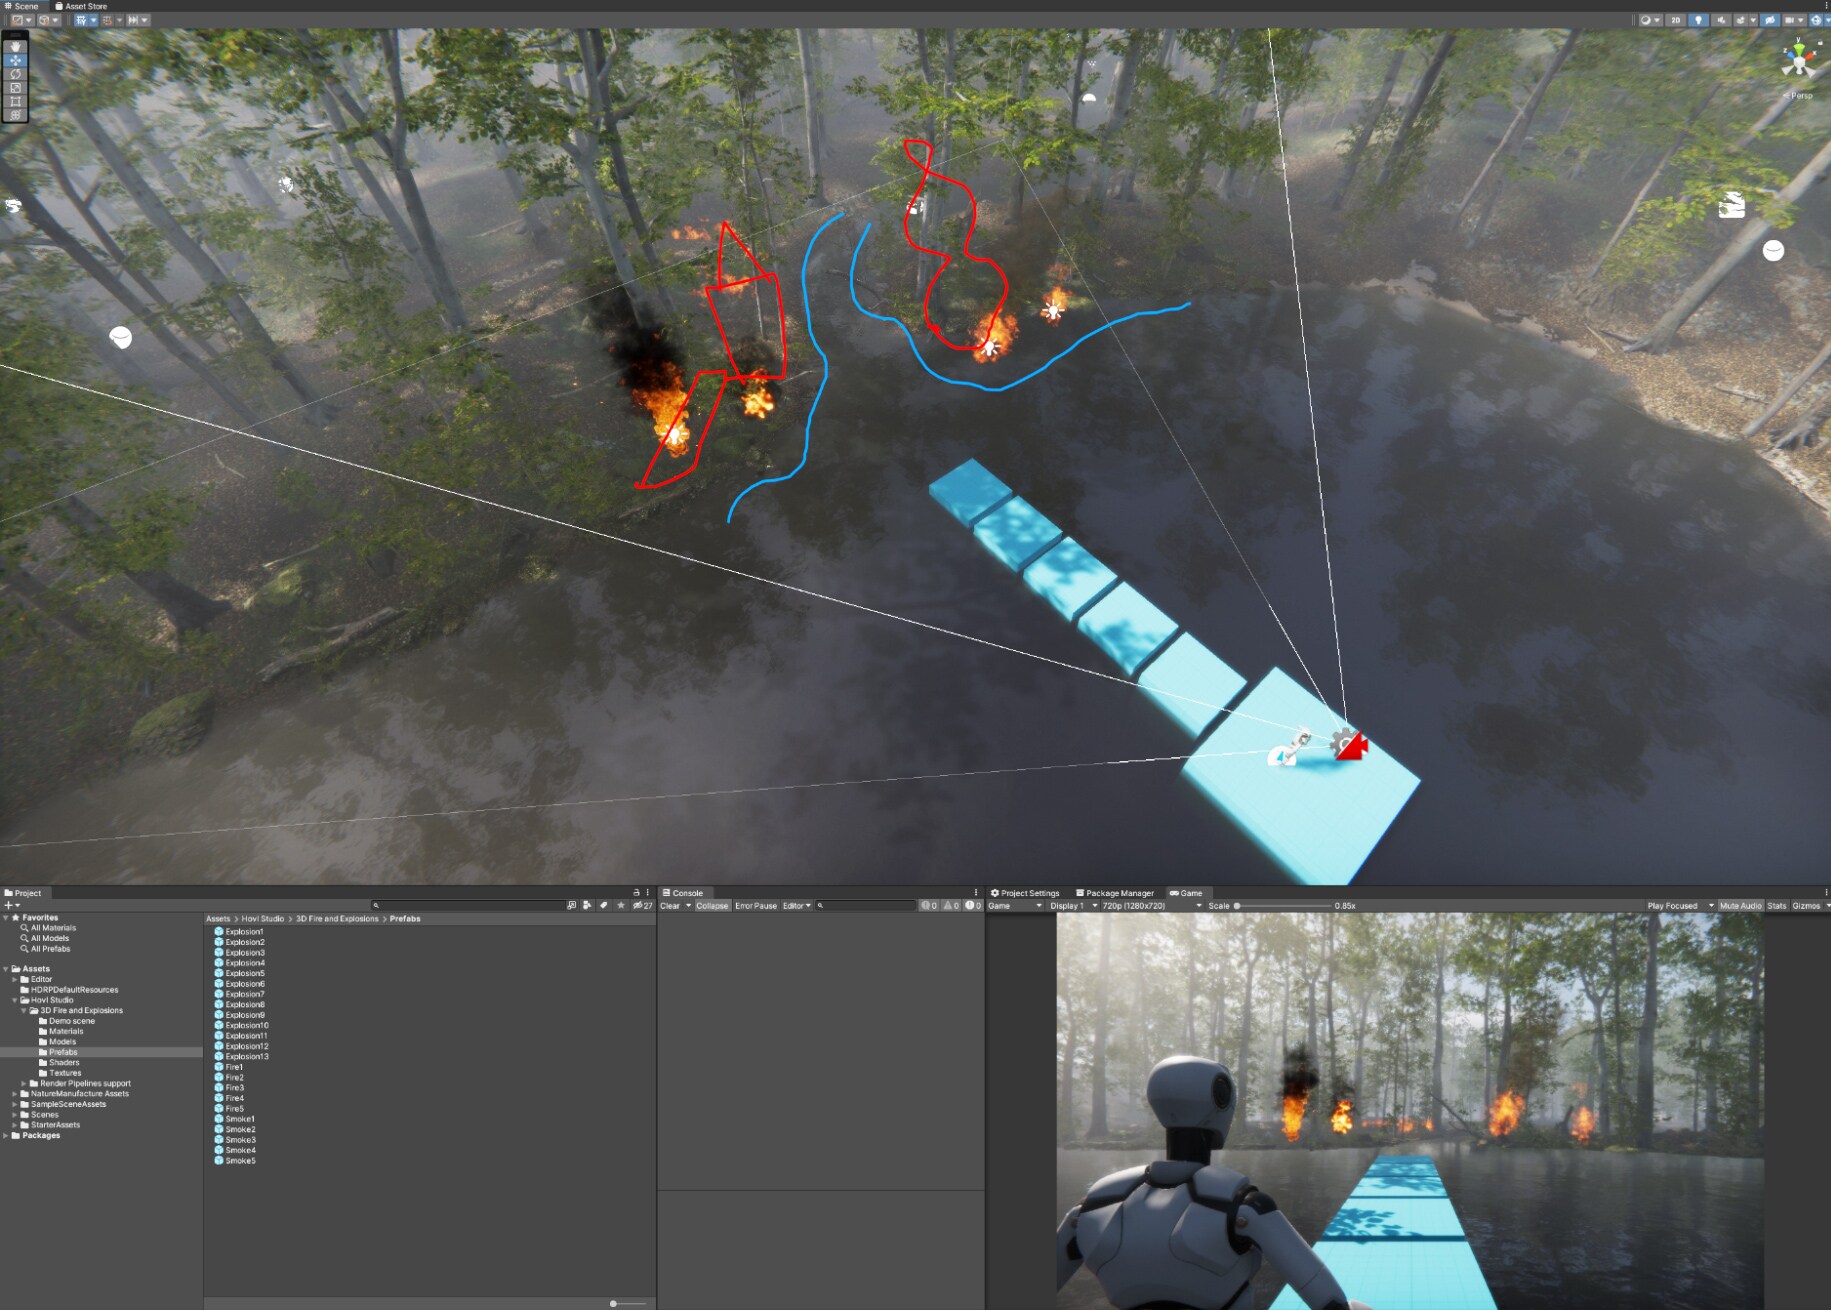 Scene Asset Store
2D
Y
Z X
Persp
Project
27
Favorites
All Materials
All Models
All Prefabs
Assets
Editor
HDRPDefaultResources
Hovl Studio
3D Fire and Explosions
Demo scene
Materials
Models
Prefabs
Shaders
Textures
Render Pipelines support
NatureManufacture Assets
SampleSceneAssets
Scenes
StarterAssets
Packages
Assets > Hovl Studio > 3D Fire and Explosions > Prefabs
Explosion1
Explosion2
Explosion3
Explosion4
Explosion5
Explosion6
Explosion7
Explosion8
Explosion9
Explosion10
Explosion11
Explosion12
Explosion13
Fire1
Fire2
Fire3
Fire4
Fire5
Smoke1
Smoke2
Smoke3
Smoke4
Smoke5
Console
Clear Collapse Error Pause Editor 0 0 0
Project Settings Package Manager Game
Game Display 1 720p (1280x720) Scale 0.85x Play Focused Mute Audio Stats Gizmos